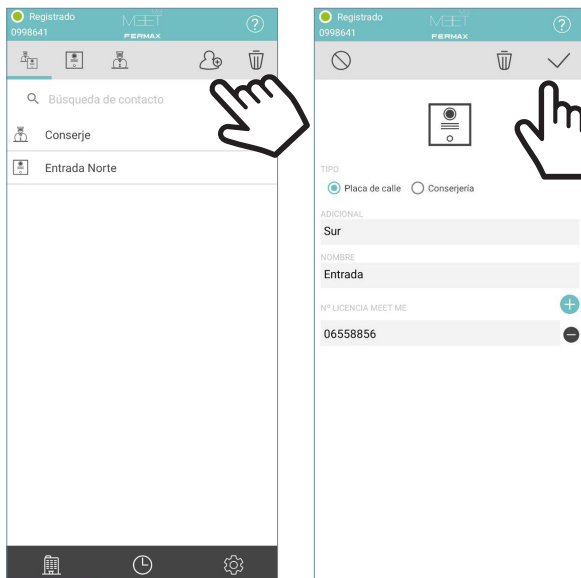 Registrado
0998641
MEET
FERMAX
?
Búsqueda de contacto
Conserje
Entrada Norte
Registrado
0998641
MEET
FERMAX
?
TIPO
Placa de calle
Conserjería
ADICIONAL
Sur
NOMBRE
Entrada
Nº LICENCIA MEET ME
06558856